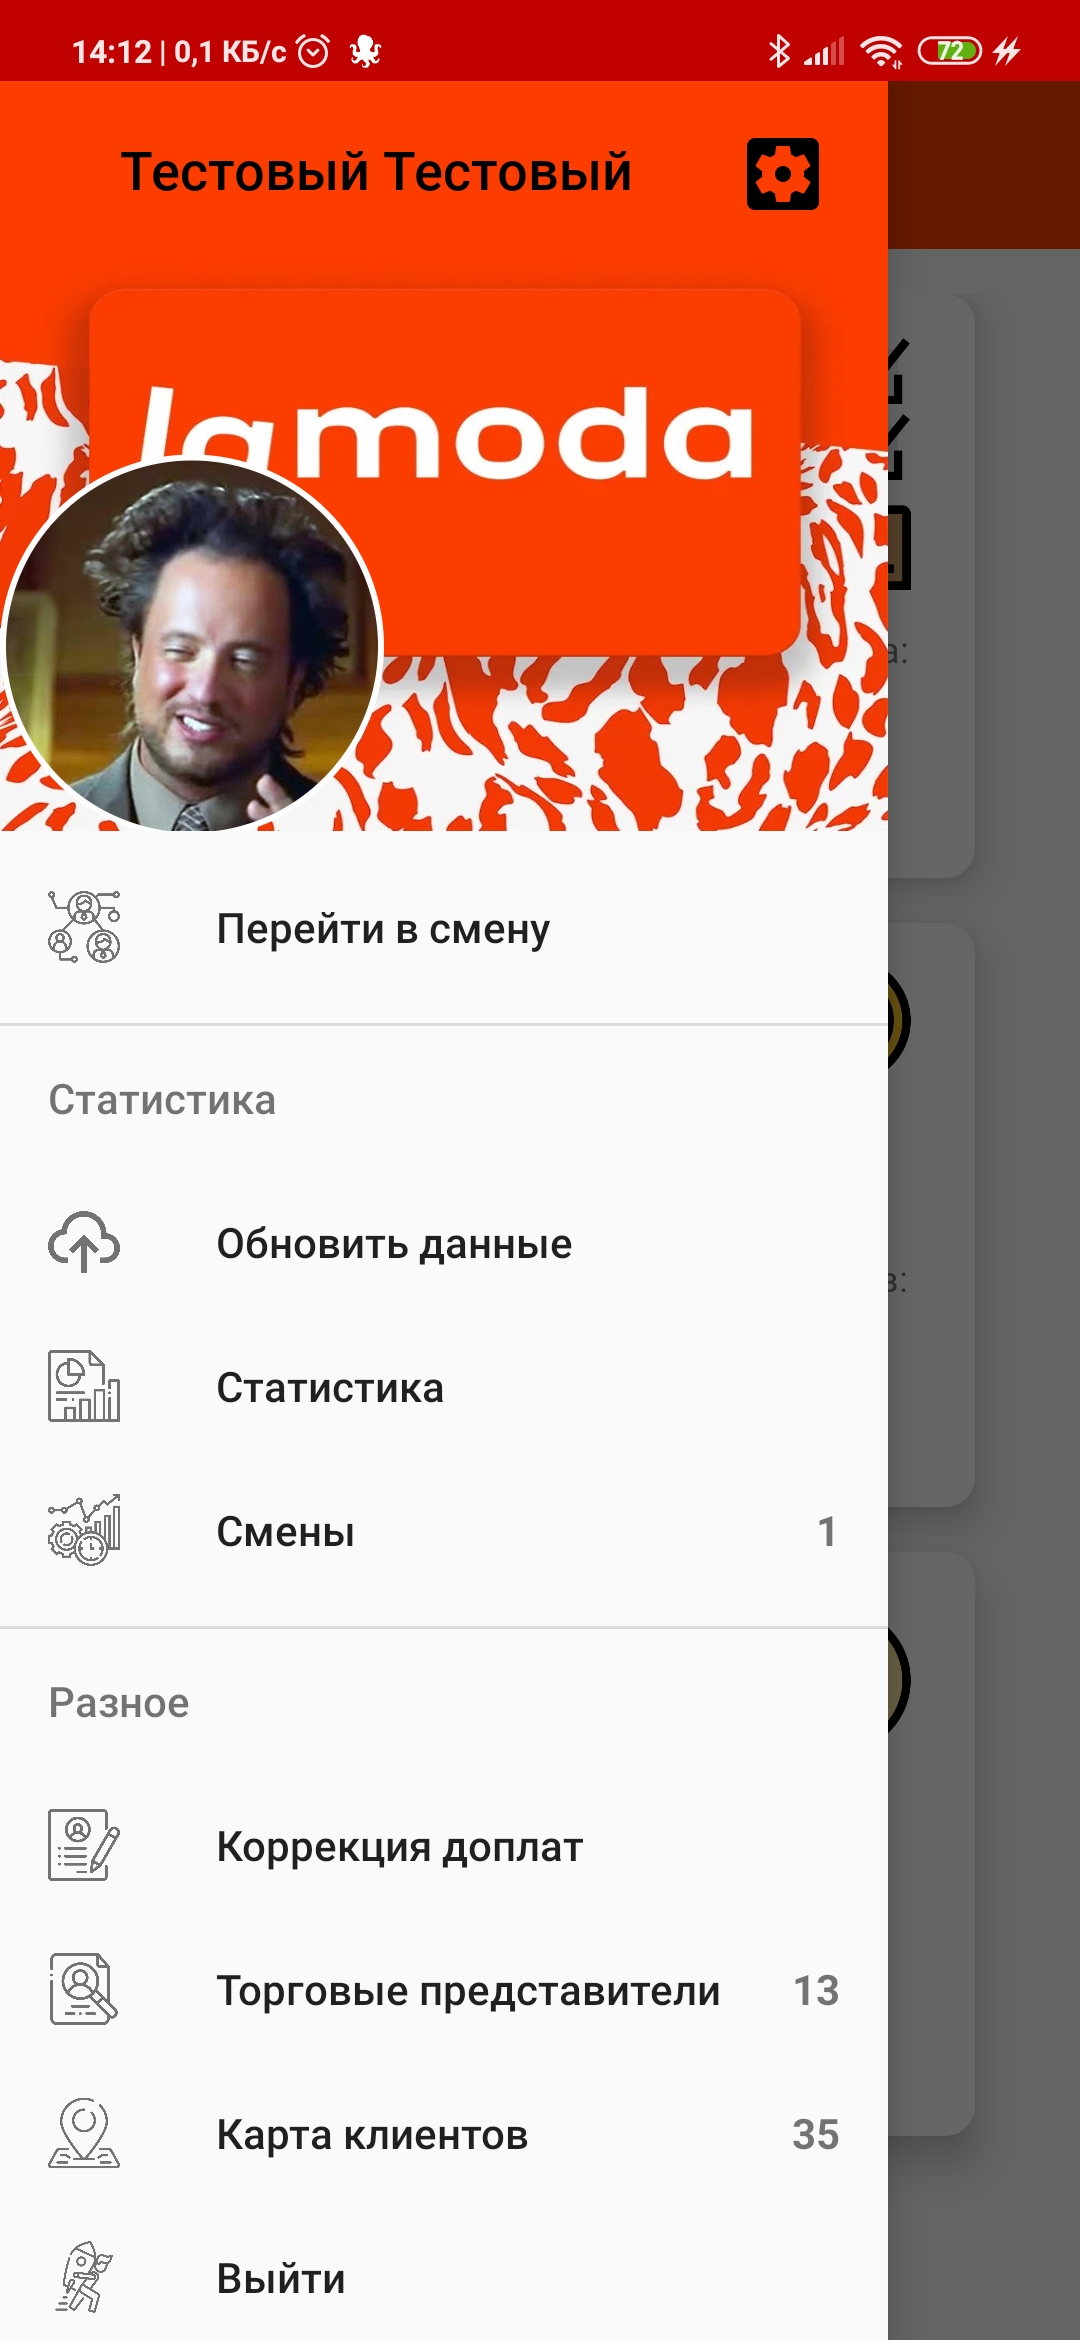 14:12 | 0,1 КБ/с
72
Тестовый Тестовый
lamoda
Перейти в смену
Статистика
Обновить данные
Статистика
Смены 1
Разное
Коррекция доплат
Торговые представители 13
Карта клиентов 35
Выйти